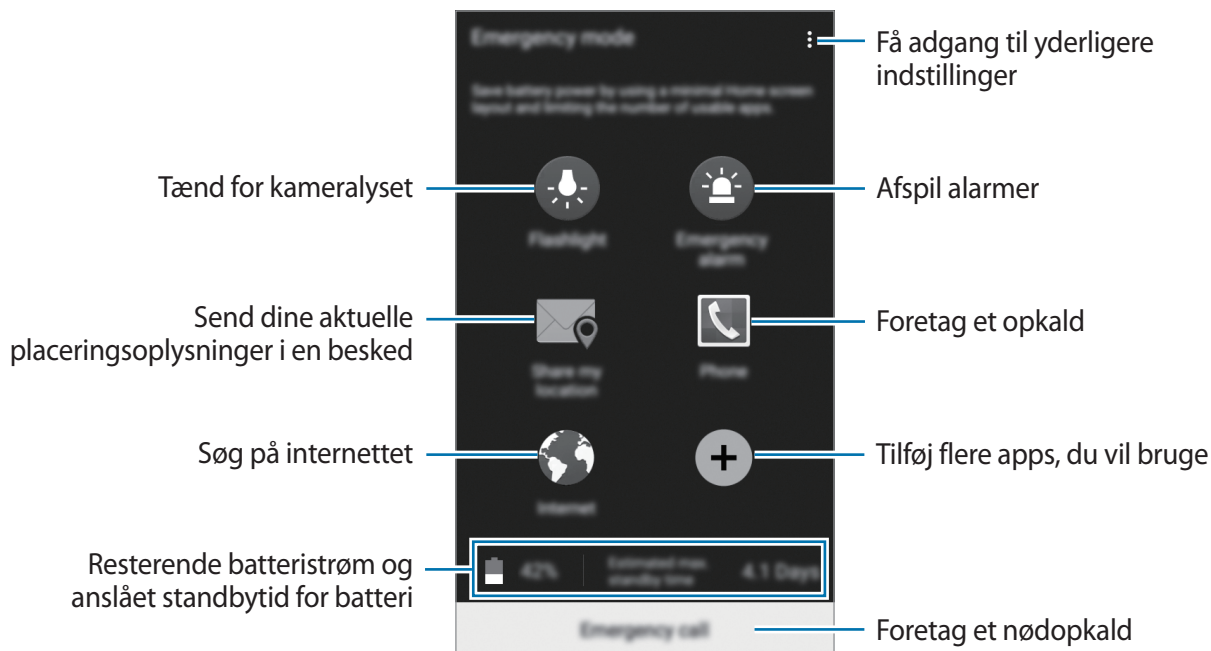 Emergency mode
Få adgang til yderligere
indstillinger
Save battery power by using a minimal Home screen
layout and limiting the number of usable apps.
Tænd for kameralyset
Afspil alarmer
Flashlight
Emergency
alarm
Send dine aktuelle
placeringsoplysninger i en besked
Foretag et opkald
Share my
location
Phone
Søg på internettet
Tilføj flere apps, du vil bruge
Internet
Resterende batteristrøm og
anslået standbytid for batteri
42%
Estimated max.
standby time
4.1 Days
Emergency call
Foretag et nødopkald